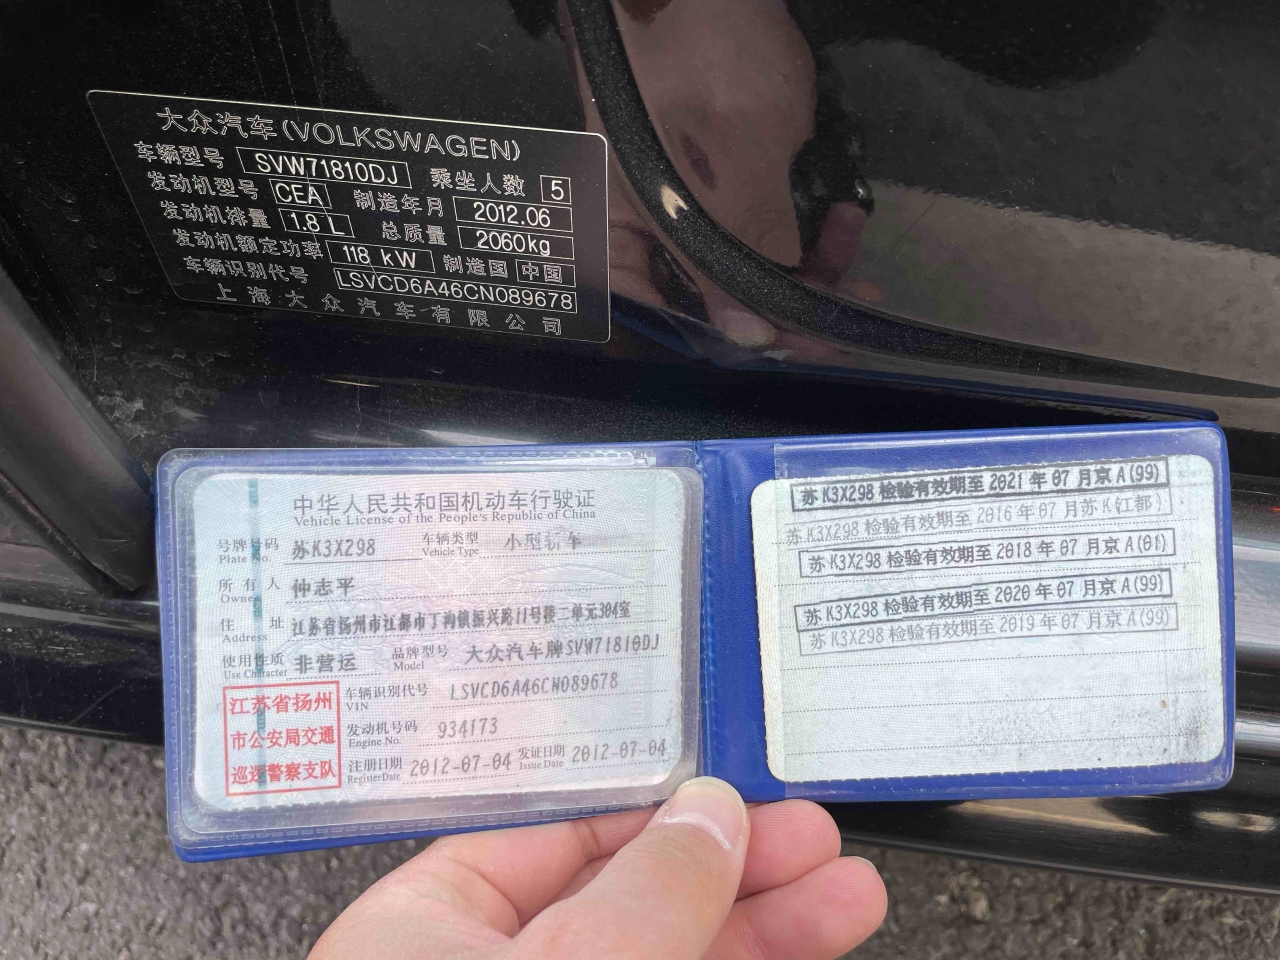 大众汽车(VOLKSWAGEN)
车辆型号 SVW71810DJ 乘坐人数 5
发动机型号 CEA 制造年月 2012.06
发动机排量 1.8 L 总质量 2060kg
发动机额定功率 118 kW 制造国 中国
车辆识别代号 LSVCD6A46CN089678
上海大众汽车有限公司
中华人民共和国机动车行驶证
Vehicle License of the People's Republic of China
号牌号码 苏K3X298 车辆类型 小型轿车
Plate No. Vehicle Type
所有人 仲志平
Owner
住址 江苏省扬州市江都市丁沟镇振兴路11号楼二单元304室
Address
使用性质 非营运 品牌型号 大众汽车牌SVW71810DJ
Use Character Model
江苏省扬州
市公安局交通
巡逻警察支队
车辆识别代号 LSVCD6A46CN089678
VIN
发动机号码 934173
Engine No.
注册日期 2012-07-04 发证日期 2012-07-04
Register Date Issue Date
苏K3X298 检验有效期至 2021 年 07 月京A(99)
苏K3X298 检验有效期至 2016 年 07 月苏K(江都)
苏K3X298 检验有效期至 2018 年 07 月京A(01)
苏K3X298 检验有效期至 2020 年 07 月京A(99)
苏K3X298 检验有效期至 2019 年 07 月京A(99)